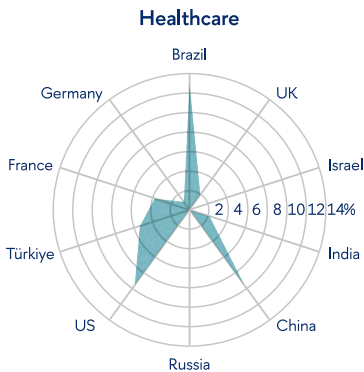 Healthcare
Brazil
Germany
UK
France
Israel
2 4 6 8 10 12 14%
Türkiye
India
US
China
Russia